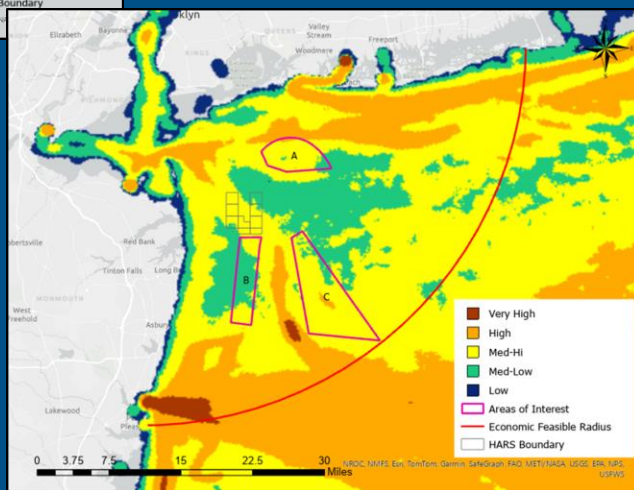 Boundary
klyn
Elizabeth
Bayonne
Valley
Stream
Woodmere
Freeport
QUEENS
KINGS
RICHMOND
A
obertsville
Red Bank
Tinton Falls
Long B
MONMOUTH
B
C
West
Freehold
Asbury
Lakewood
Pleas
Very High
High
Med-Hi
Med-Low
Low
Areas of Interest
Economic Feasible Radius
HARS Boundary
0 3.75 7.5 15 22.5 30
Miles
NROC, NMFS, Esri, TomTom, Garmin, SafeGraph, FAO, METI/NASA, USGS, EPA, NPS,
USFWS